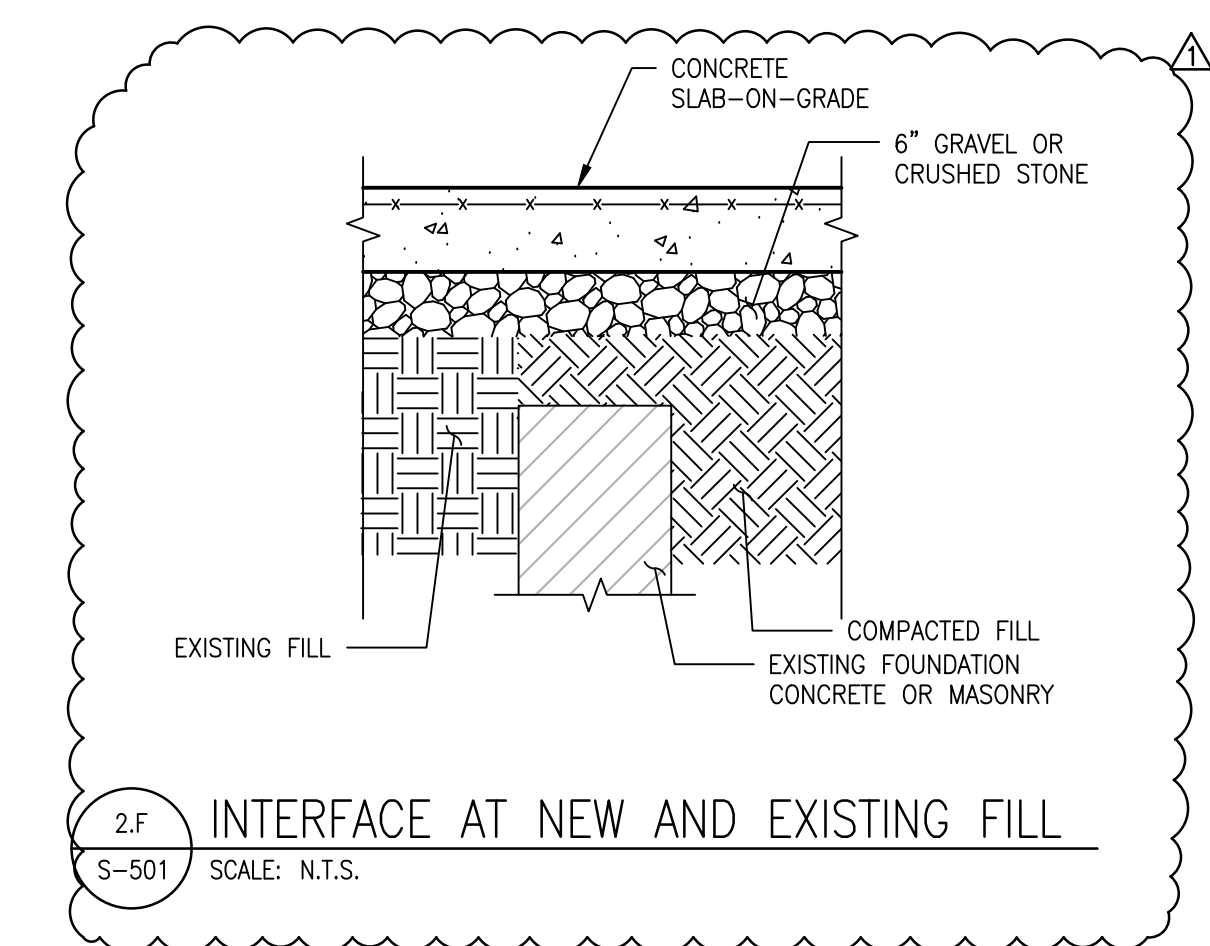 1
CONCRETE
SLAB-ON-GRADE
6" GRAVEL OR
CRUSHED STONE
EXISTING FILL
COMPACTED FILL
EXISTING FOUNDATION
CONCRETE OR MASONRY
2.F
INTERFACE AT NEW AND EXISTING FILL
S-501
SCALE: N.T.S.